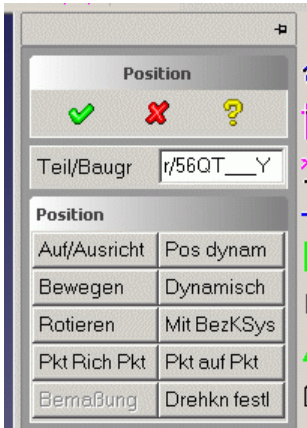 Position
Teil/Baugr r/56QT___Y
Position
Auf/Ausricht Pos dynam
Bewegen Dynamisch
Rotieren Mit BezKSys
Pkt Rich Pkt Pkt auf Pkt
Bemaßung Drehkn festl